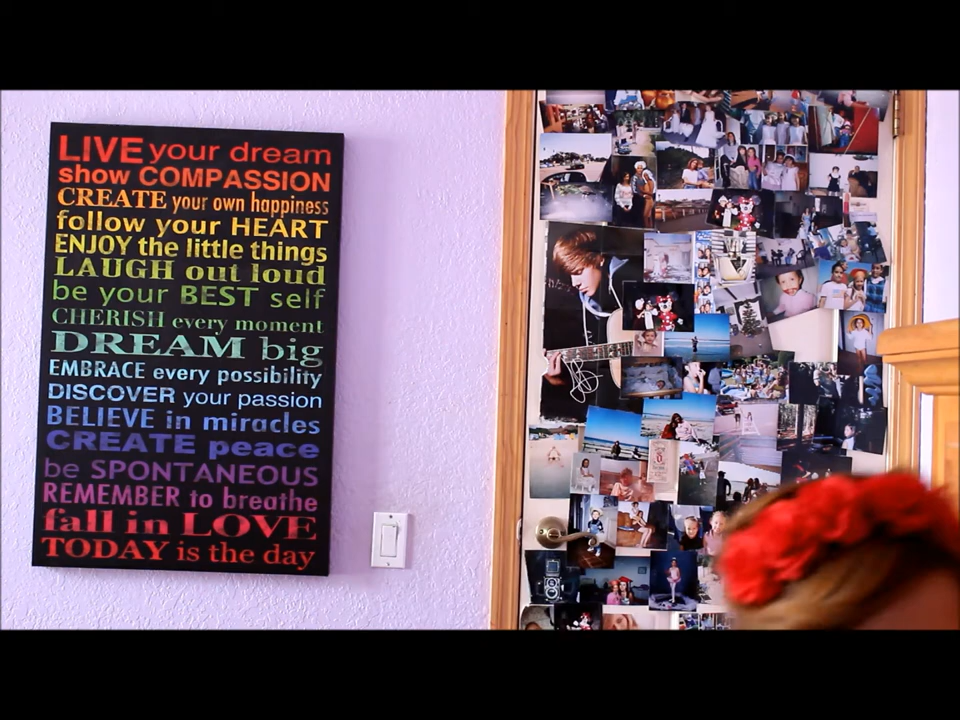 LIVE your dream
show COMPASSION
CREATE your own happiness
follow your HEART
ENJOY the little things
LAUGH out loud
be your BEST self
CHERISH every moment
DREAM big
EMBRACE every possibility
DISCOVER your passion
BELIEVE in miracles
CREATE peace
be SPONTANEOUS
REMEMBER to breathe
fall in LOVE
TODAY is the day